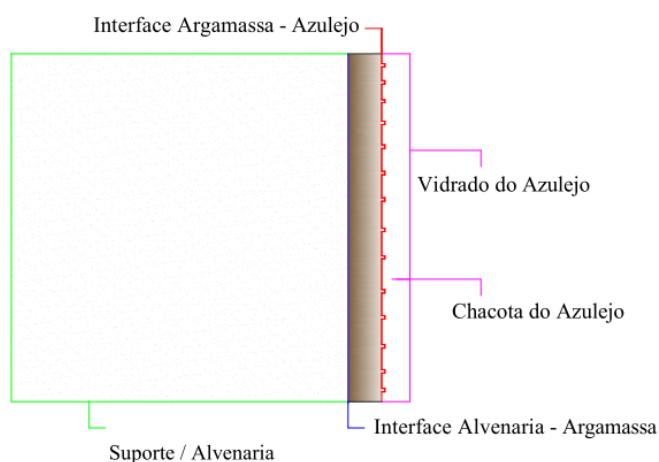 Interface Argamassa - Azulejo
Vidrado do Azulejo
Chacota do Azulejo
Interface Alvenaria - Argamassa
Suporte / Alvenaria